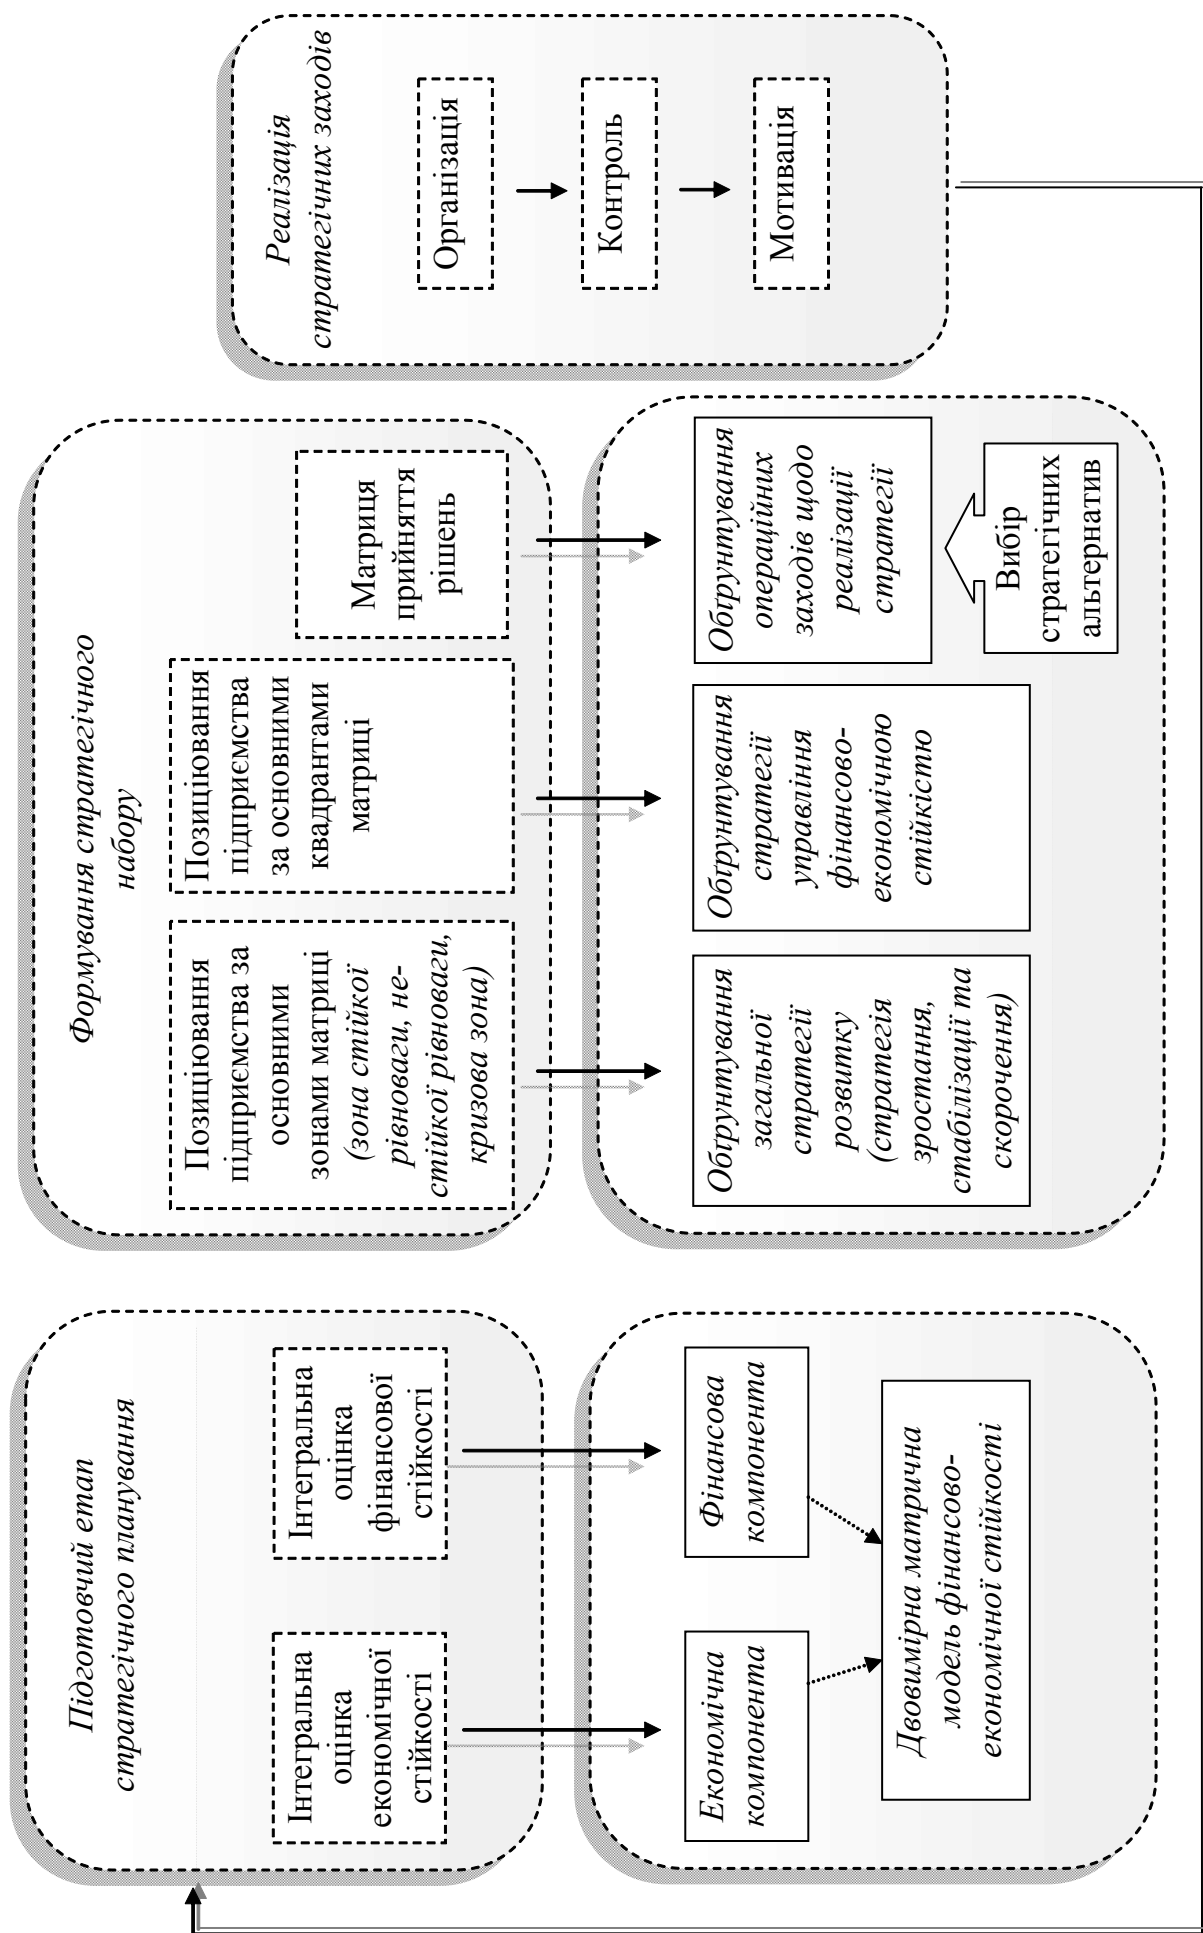 Підготовчий етап
стратегічного планування
Інтегральна
оцінка
економічної
стійкості
Інтегральна
оцінка
фінансової
стійкості
Економічна
компонента
Фінансова
компонента
Двовимірна матрична
модель фінансово-
економічної стійкості
Формування стратегічного
набору
Позиціювання
підприємства за
основними
зонами матриці
(зона стійкої
рівноваги, не-
стійкої рівноваги,
кризова зона)
Позиціювання
підприємства
за основними
квадрантами
матриці
Матриця
прийняття
рішень
Обґрунтування
загальної
стратегії
розвитку
(стратегія
зростання,
стабілізації та
скорочення)
Обґрунтування
стратегії
управління
фінансово-
економічною
стійкістю
Обґрунтування
операційних
заходів щодо
реалізації
стратегії
Вибір
стратегічних
альтернатив
Реалізація
стратегічних заходів
Організація
Контроль
Мотивація